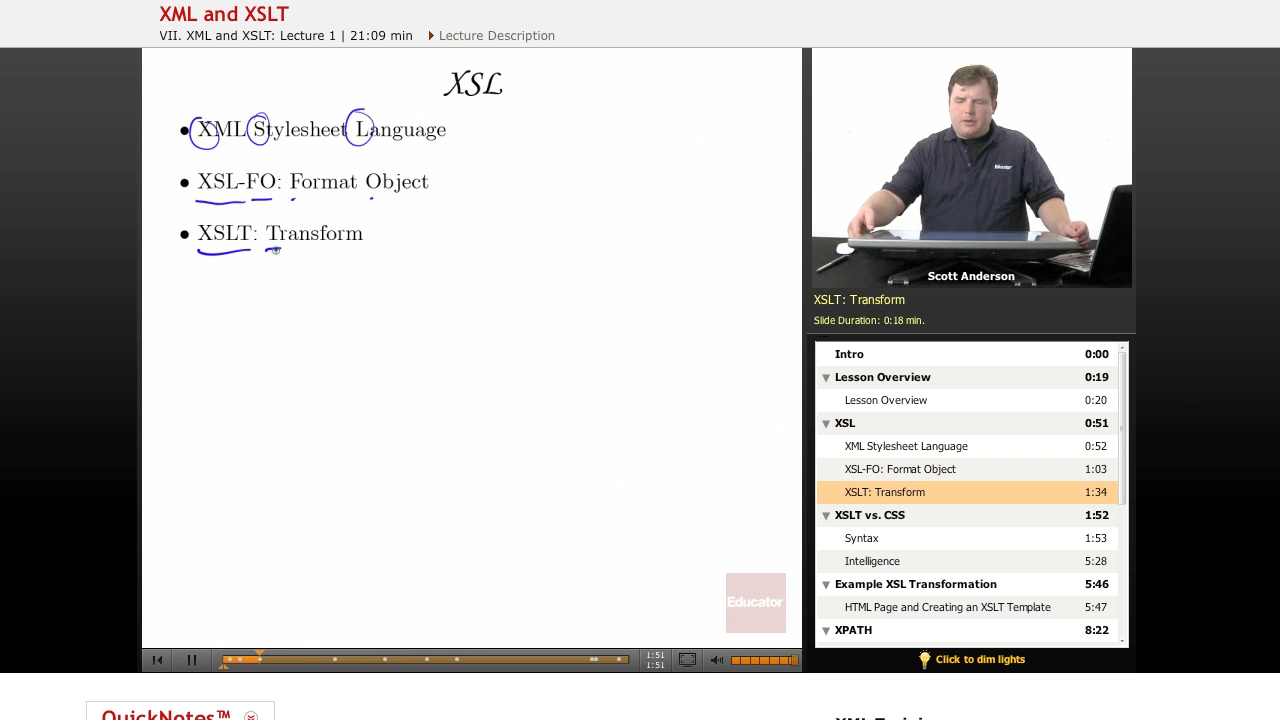 XML and XSLT
VII. XML and XSLT: Lecture 1 | 21:09 min Lecture Description
XSL
• XML Stylesheet Language
• XSL-FO: Format Object
• XSLT: Transform
Educator
Educator
Scott Anderson
XSLT: Transform
Slide Duration: 0:18 min.
Intro 0:00
Lesson Overview 0:19
Lesson Overview 0:20
XSL 0:51
XML Stylesheet Language 0:52
XSL-FO: Format Object 1:03
XSLT: Transform 1:34
XSLT vs. CSS 1:52
Syntax 1:53
Intelligence 5:28
Example XSL Transformation 5:46
HTML Page and Creating an XSLT Template 5:47
XPATH 8:22
1:51
1:51
Click to dim lights
QuickNotes™